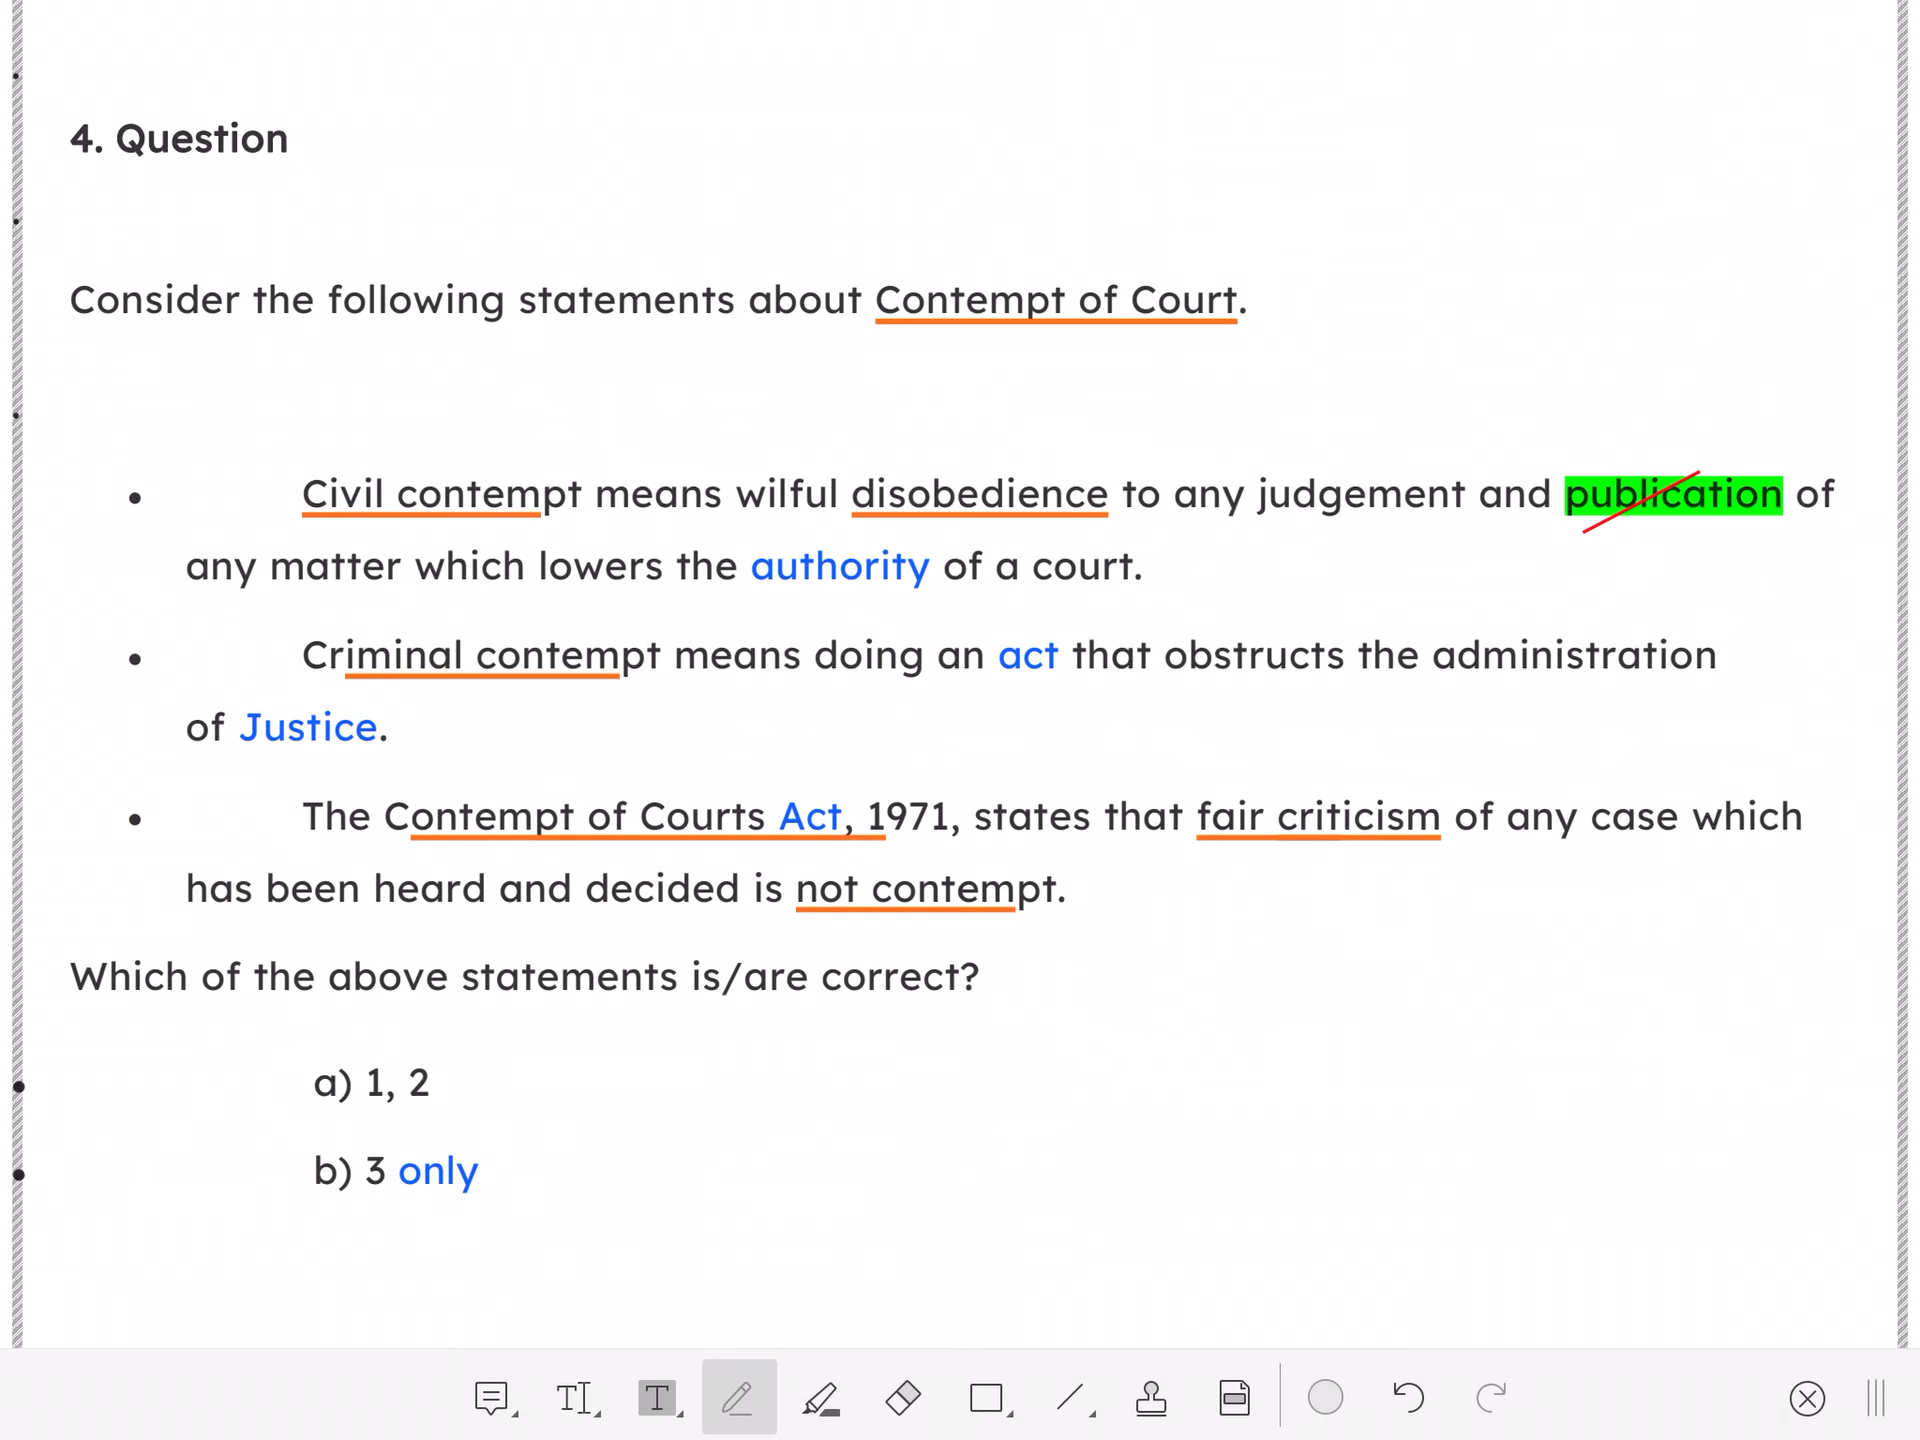 4. Question
Consider the following statements about Contempt of Court.
• Civil contempt means wilful disobedience to any judgement and publication of
any matter which lowers the authority of a court.
• Criminal contempt means doing an act that obstructs the administration
of Justice.
• The Contempt of Courts Act, 1971, states that fair criticism of any case which
has been heard and decided is not contempt.
Which of the above statements is/are correct?
a) 1, 2
b) 3 only